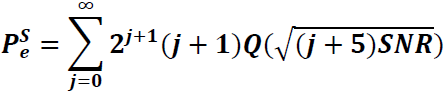 $P_e^S = \sum_{j=0}^{\infty} 2^{j+1}(j+1)Q(\sqrt{(j+5)SNR})$